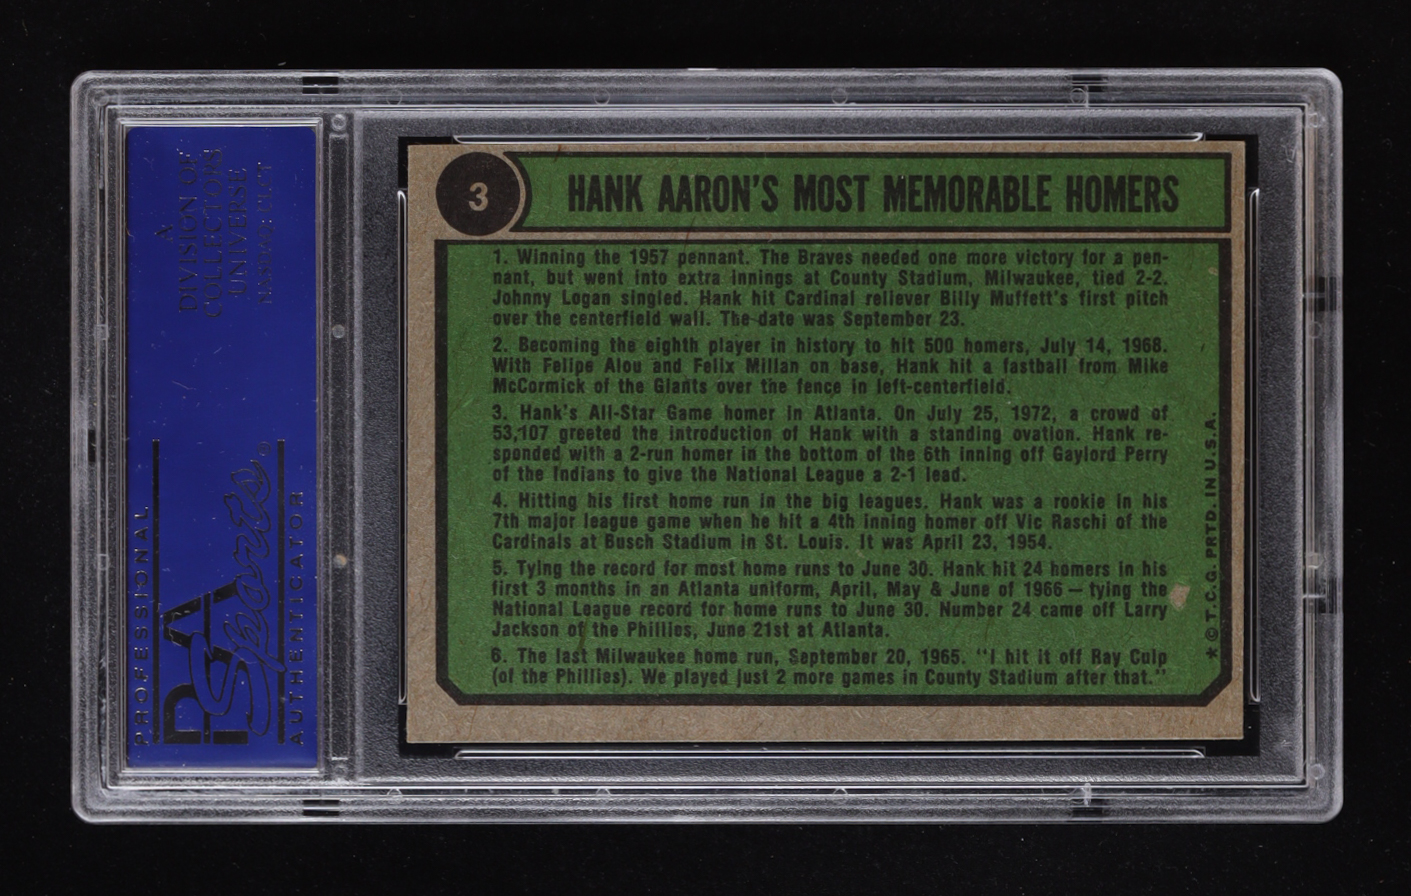 3
HANK AARON'S MOST MEMORABLE HOMERS
1. Winning the 1957 pennant. The Braves needed one more victory for a pen-
nant, but went into extra innings at County Stadium, Milwaukee, tied 2-2.
Johnny Logan singled. Hank hit Cardinal reliever Billy Muffett's first pitch
over the centerfield wall. The date was September 23.
2. Becoming the eighth player in history to hit 500 homers, July 14, 1968.
With Felipe Alou and Felix Millan on base, Hank hit a fastball from Mike
McCormick of the Giants over the fence in left-centerfield.
3. Hank's All-Star Game homer in Atlanta. On July 25, 1972, a crowd of
53,107 greeted the introduction of Hank with a standing ovation. Hank re-
sponded with a 2-run homer in the bottom of the 6th inning off Gaylord Perry
of the Indians to give the National League a 2-1 lead.
4. Hitting his first home run in the big leagues. Hank was a rookie in his
7th major league game when he hit a 4th inning homer off Vic Raschi of the
Cardinals at Busch Stadium in St. Louis. It was April 23, 1954.
5. Tying the record for most home runs to June 30. Hank hit 24 homers in his
first 3 months in an Atlanta uniform, April, May & June of 1966 — tying the
National League record for home runs to June 30. Number 24 came off Larry
Jackson of the Phillies, June 21st at Atlanta.
6. The last Milwaukee home run, September 20, 1965. "I hit it off Ray Culp
(of the Phillies). We played just 2 more games in County Stadium after that."
★ © T.C.G. PRTD. IN U.S.A.
PROFESSIONAL
PSA
Sports
AUTHENTICATOR
A
DIVISION OF
COLLECTORS
UNIVERSE
NASDAQ: CLCT